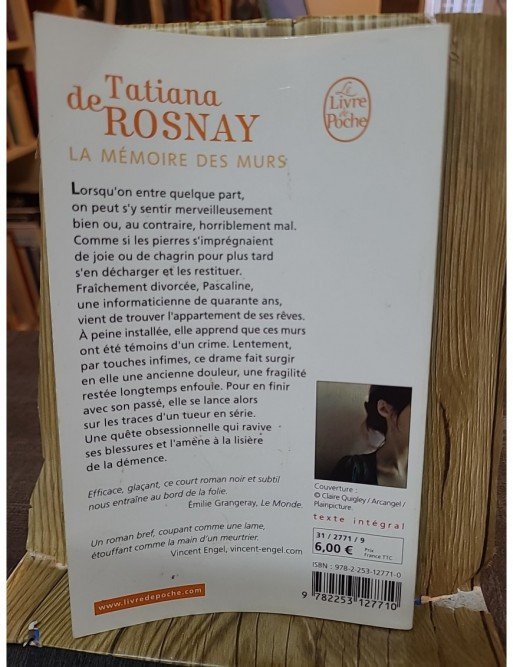 Tatiana
de ROSNAY
LA MÉMOIRE DES MURS
Le
Livre
de
Poche
Lorsqu'on entre quelque part,
on peut s'y sentir merveilleusement
bien ou, au contraire, horriblement mal.
Comme si les pierres s'imprégnaient
de joie ou de chagrin pour plus tard
s'en décharger et les restituer.
Fraîchement divorcée, Pascaline,
une informaticienne de quarante ans,
vient de trouver l'appartement de ses rêves.
À peine installée, elle apprend que ces murs
ont été témoins d'un crime. Lentement,
par touches infimes, ce drame fait surgir
en elle une ancienne douleur, une fragilité
restée longtemps enfouie. Pour en finir
avec son passé, elle se lance alors
sur les traces d'un tueur en série.
Une quête obsessionnelle qui ravive
ses blessures et l'amène à la lisière
de la démence.
Efficace, glaçant, ce court roman noir et subtil
nous entraîne au bord de la folie.
Émilie Grangeray, Le Monde.
Un roman bref, coupant comme une lame,
étouffant comme la main d'un meurtrier.
Vincent Engel, vincent-engel.com
www.livredepoche.com
Couverture :
© Claire Quigley / Arcangel /
Plainpicture.
texte intégral
31 / 2771 / 9
6,00 € Prix
France TTC
ISBN : 978-2-253-12771-0
9 782253 127710